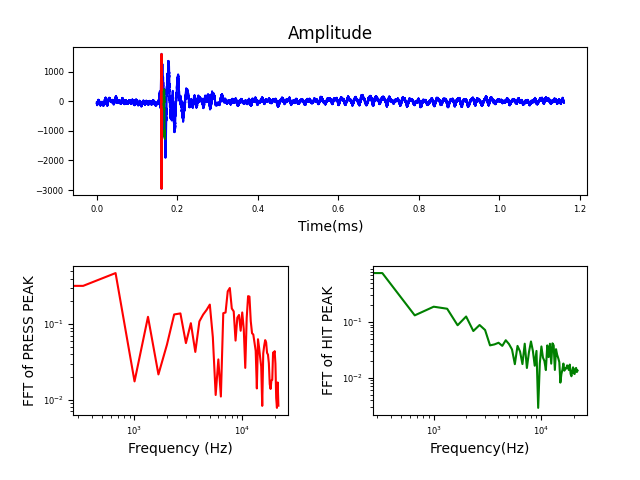 Amplitude
1000
0
−1000
−2000
−3000
0.0 0.2 0.4 0.6 0.8 1.0 1.2
Time(ms)
FFT of PRESS PEAK
10⁻¹
10⁻²
10³ 10⁴
Frequency (Hz)
FFT of HIT PEAK
10⁻¹
10⁻²
10³ 10⁴
Frequency(Hz)